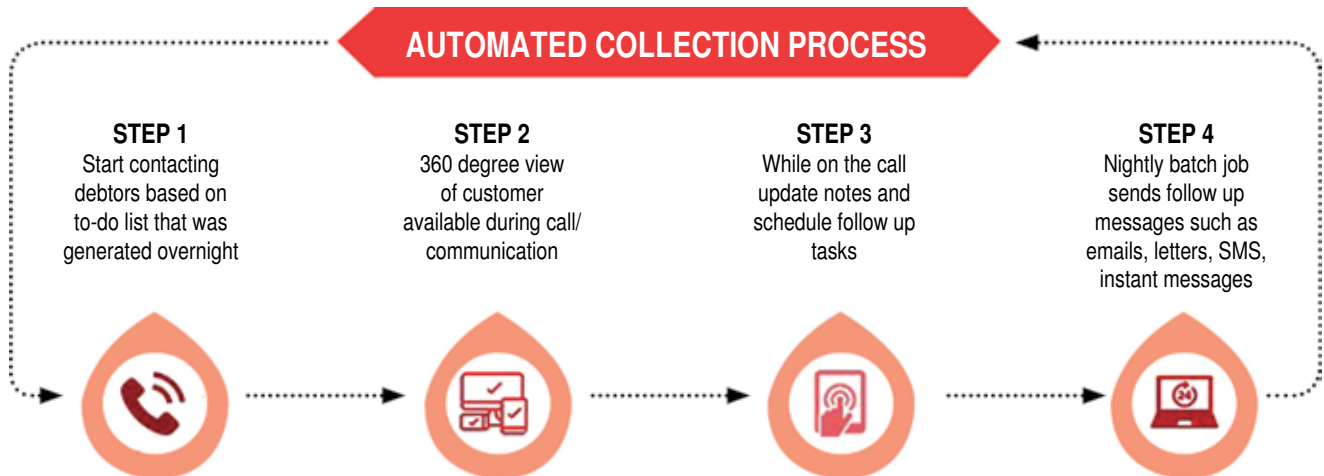 AUTOMATED COLLECTION PROCESS
STEP 1
Start contacting
debtors based on
to-do list that was
generated overnight
STEP 2
360 degree view
of customer
available during call/
communication
STEP 3
While on the call
update notes and
schedule follow up
tasks
STEP 4
Nightly batch job
sends follow up
messages such as
emails, letters, SMS,
instant messages
24